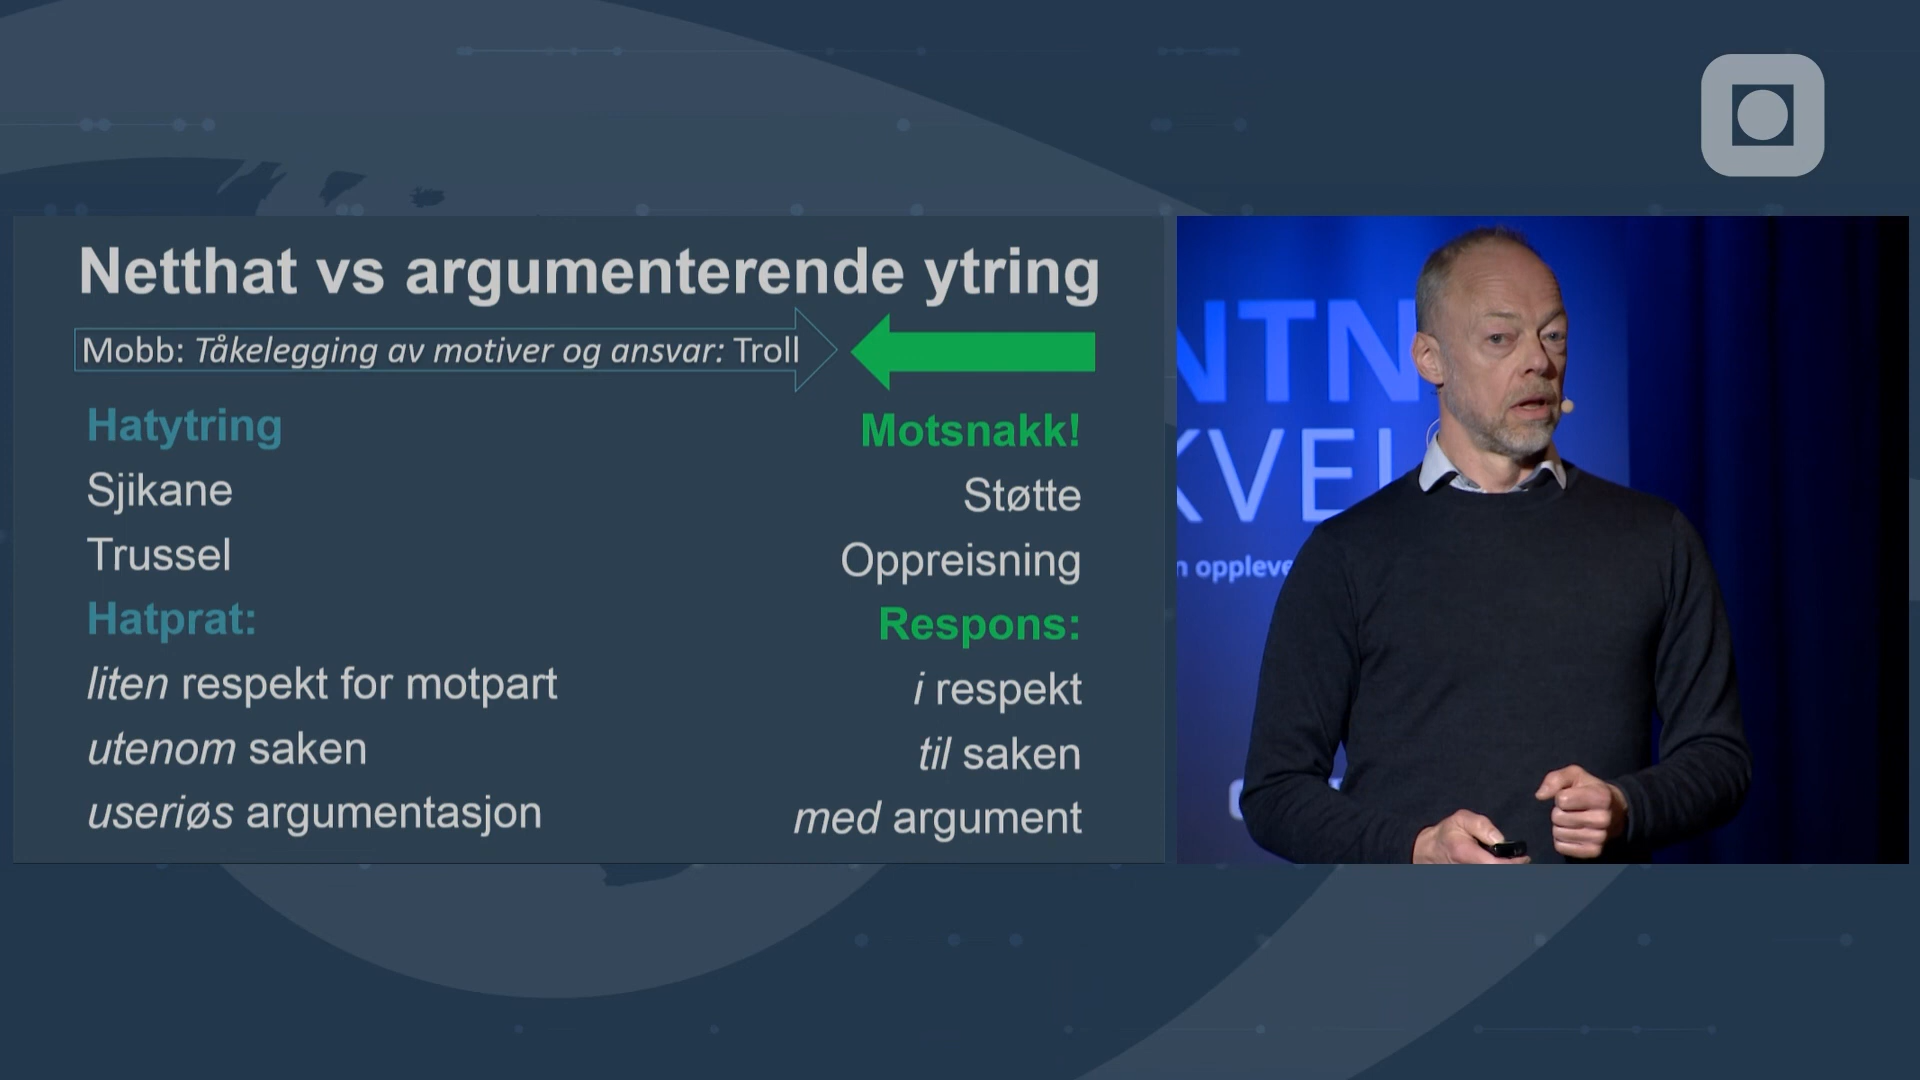 Netthat vs argumenterende ytring
Mobb: Tåkelegging av motiver og ansvar: Troll
Hatytring
Sjikane
Trussel
Hatprat:
liten respekt for motpart
utenom saken
useriøs argumentasjon
Motsnakk!
Støtte
Oppreisning
Respons:
i respekt
til saken
med argument
NTN
KVEL
n oppleve